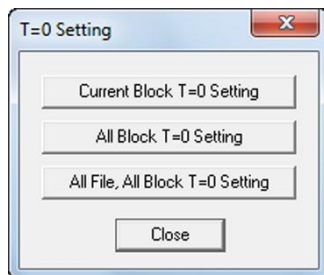 T=0 Setting
Current Block T=0 Setting
All Block T=0 Setting
All File, All Block T=0 Setting
Close